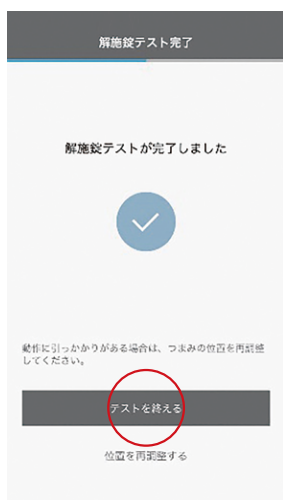 解施錠テスト完了
解施錠テストが完了しました
動作に引っかかりがある場合は、つまみの位置を再調整
してください。
テストを終える
位置を再調整する